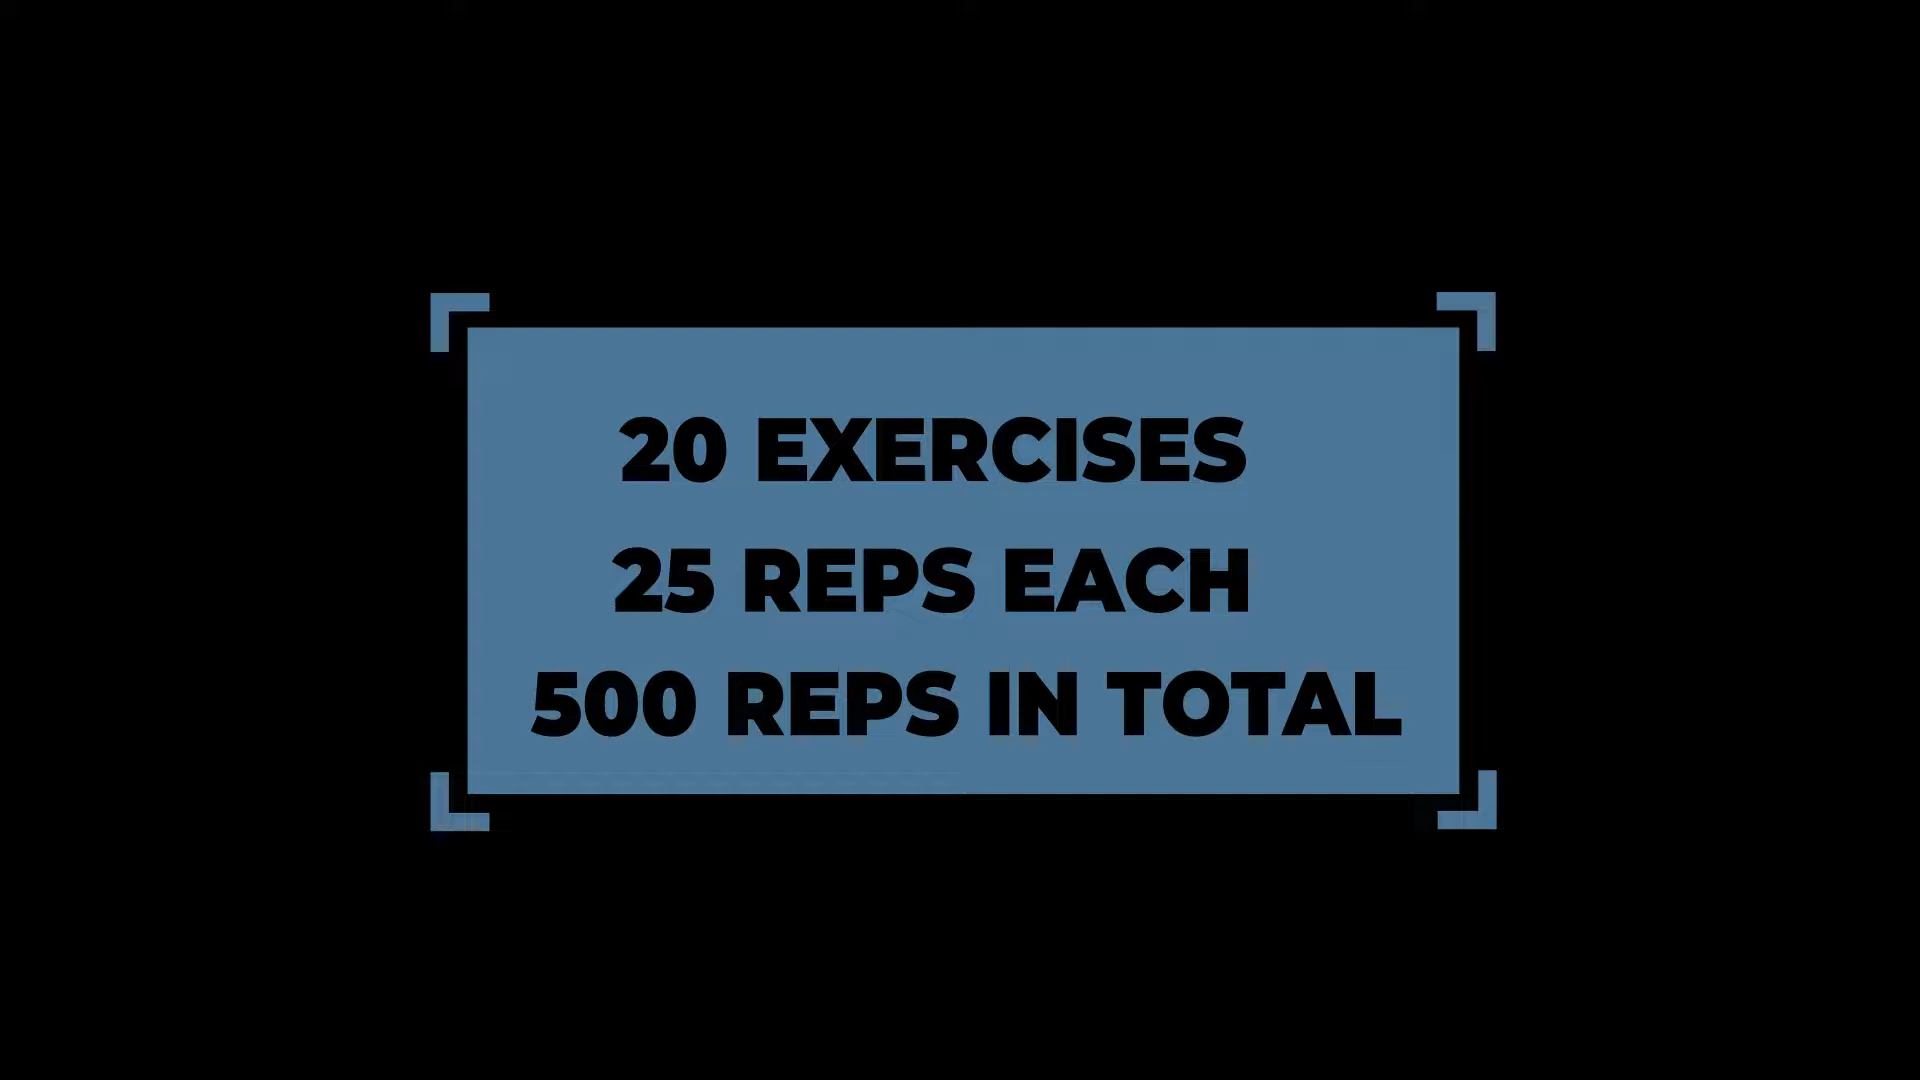 20 EXERCISES
25 REPS EACH
500 REPS IN TOTAL